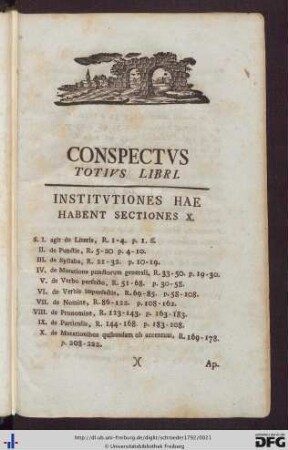 CONSPECTVS
TOTIVS LIBRI.
INSTITVTIONES HAE
HABENT SECTIONES X.
S. I. agit de Literis, R. 1-4. p. 1. ß.
II. de Punctis, R. 5-20 p. 4-10.
III. de Syllaba, R. 21-32. p. 10-19.
IV. de Mutatione punctorum generali, R. 33-50. p. 19-30.
V. de Verbo perfecto, R. 51-68. p. 30-58.
VI. de Verbis imperfectis, R. 69-85. p. 58-108.
VII. de Nomine, R. 86-122. p. 108-162.
VIII. de Pronomine, R. 123-143. p. 163-183.
IX. de Particulis, R. 144-168. p. 183-208.
X. de Mutationibus quibusdam ob accentum, R. 169-178.
p. 208-222.
)( Ap.
http://dl.ub.uni-freiburg.de/diglit/schroeder1792/0021
© Universitätsbibliothek Freiburg
gefördert durch
DFG